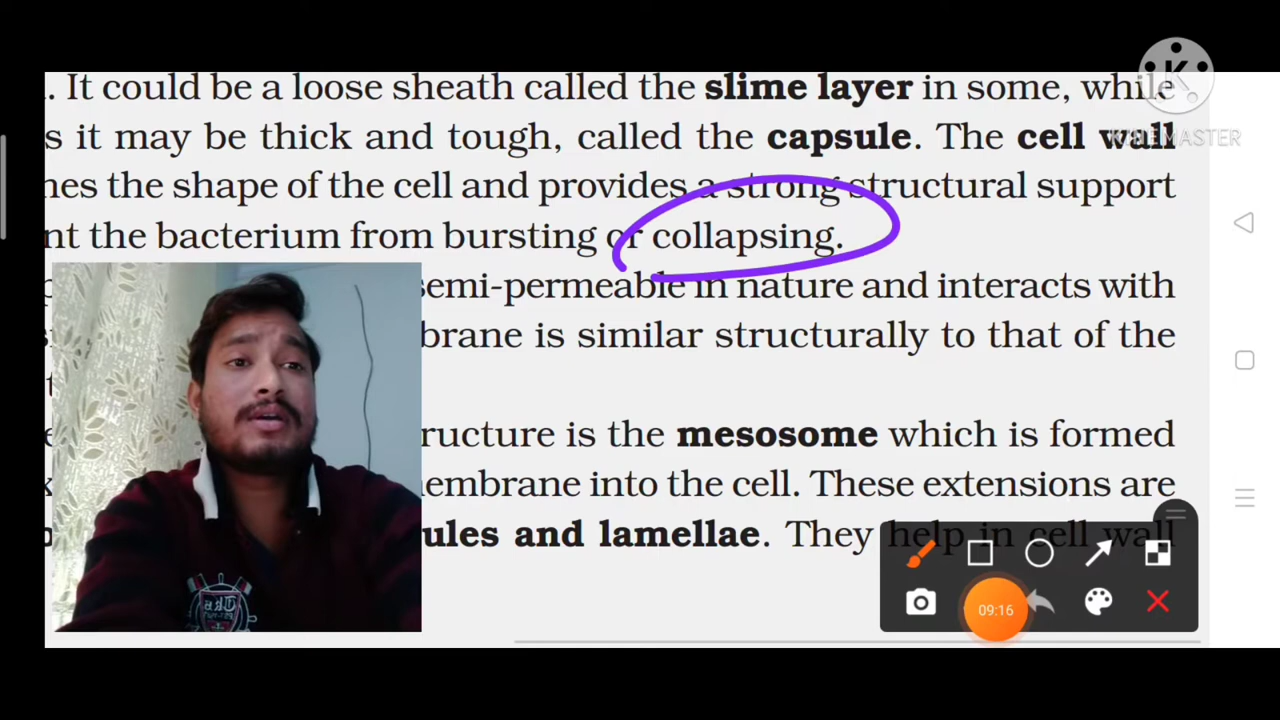 . It could be a loose sheath called the slime layer in some, while
s it may be thick and tough, called the capsule. The cell wall
nes the shape of the cell and provides a strong structural support
nt the bacterium from bursting or collapsing.
semi-permeable in nature and interacts with
brane is similar structurally to that of the
ructure is the mesosome which is formed
embrane into the cell. These extensions are
ules and lamellae. They help in cell wall
K
KINEMASTER
09:16